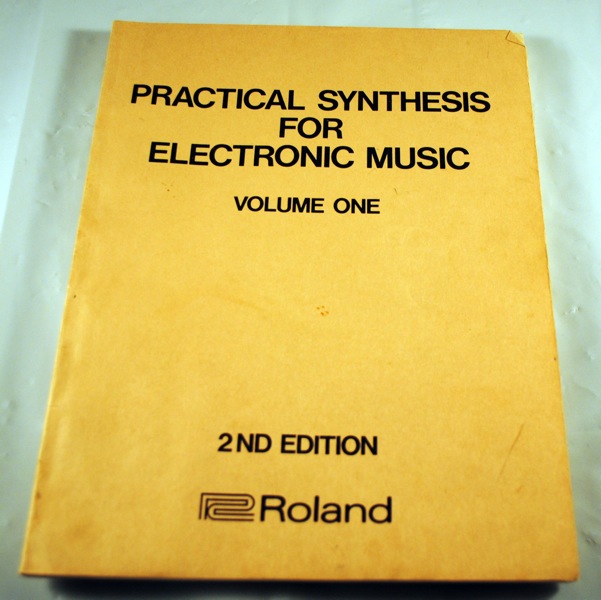 PRACTICAL SYNTHESIS
FOR
ELECTRONIC MUSIC
VOLUME ONE
2ND EDITION
Roland